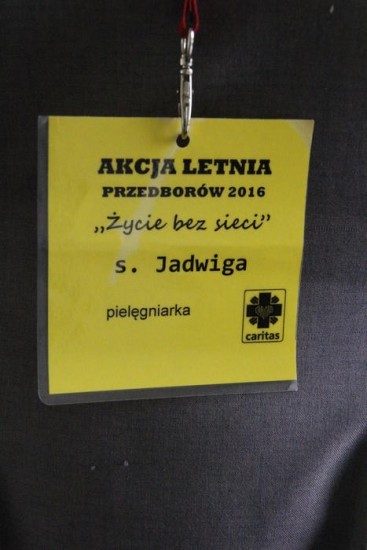 AKCJA LETNIA
PRZEDBORÓW 2016
„Życie bez sieci”
s. Jadwiga
pielęgniarka
caritas